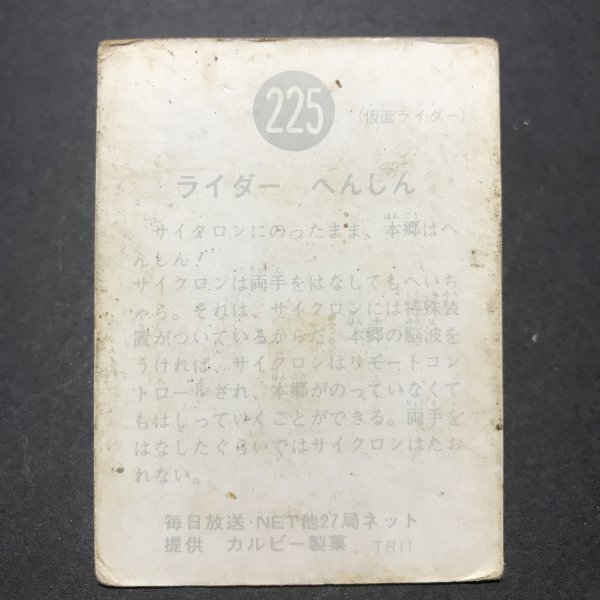 225
(仮面ライダー)
ライダー へんしん
サイクロンにのったまま、本郷はへ
んしん!
サイクロンは両手をはなしてもへいち
ゃら。それは、サイクロンには特殊装
置がついているからだ。本郷の脳波を
うければ、サイクロンはリモートコン
トロールされ、本郷がのっていなくて
もはしっていくことができる。両手を
はなしたぐらいではサイクロンはたお
れない。
毎日放送・NET他27局ネット
提供 カルビー製菓 TR11